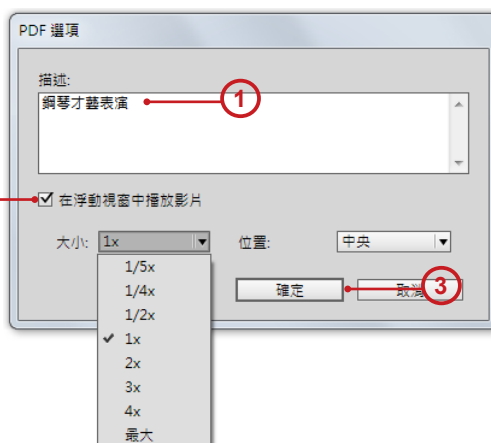 PDF 選項
描述:
鋼琴才藝表演
1
在浮動視窗中播放影片
大小: 1x 位置: 中央
1/5x
1/4x
確定 取消 3
1/2x
1x
2x
3x
4x
最大